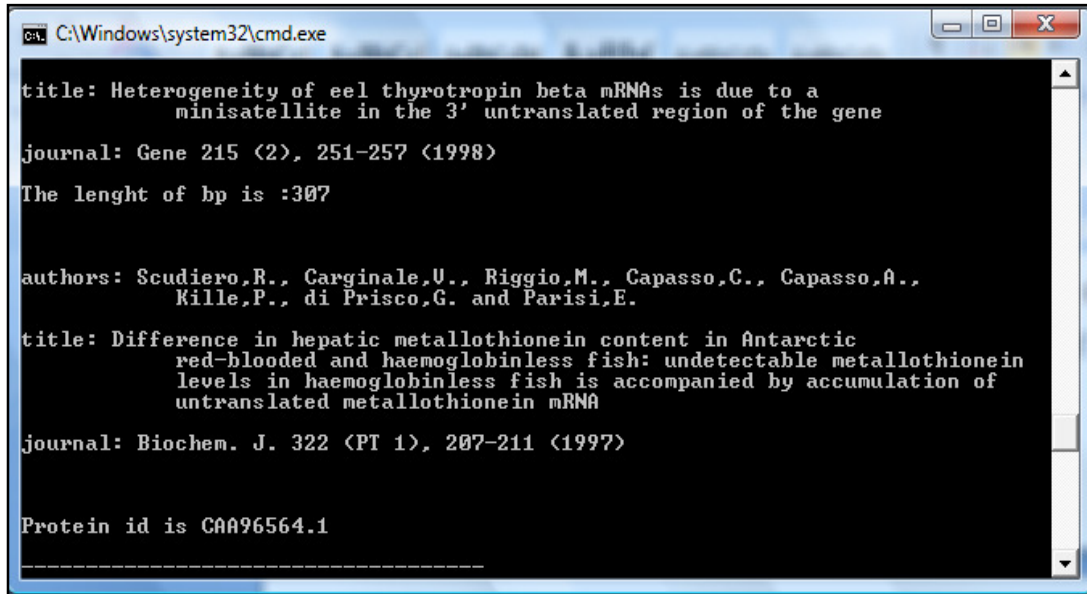 C:\Windows\system32\cmd.exe
title: Heterogeneity of eel thyrotropin beta mRNAs is due to a
minisatellite in the 3' untranslated region of the gene
journal: Gene 215 (2), 251-257 (1998)
The lenght of bp is :307
authors: Scudiero,R., Carginale,V., Riggio,M., Capasso,C., Capasso,A.,
Kille,P., di Prisco,G. and Parisi,E.
title: Difference in hepatic metallothionein content in Antarctic
red-blooded and haemoglobinless fish: undetectable metallothionein
levels in haemoglobinless fish is accompanied by accumulation of
untranslated metallothionein mRNA
journal: Biochem. J. 322 (PT 1), 207-211 (1997)
Protein id is CAA96564.1
------------------------------------